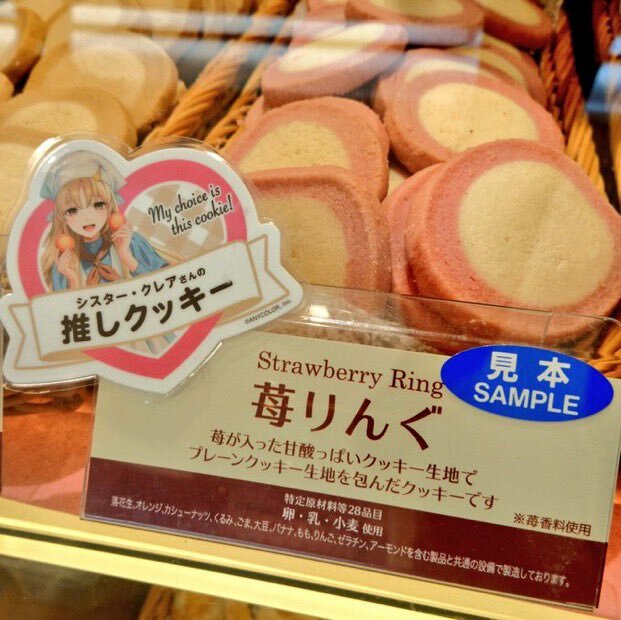 My choice is
this cookie!
シスター・クレアさんの
推しクッキー
©ANYCOLOR, Inc.
Strawberry Ring
見本
SAMPLE
苺りんぐ
苺が入った甘酸っぱいクッキー生地で
プレーンクッキー生地を包んだクッキーです
※苺香料使用
特定原材料等28品目
卵・乳・小麦 使用
落花生、オレンジ、カシューナッツ、くるみ、ごま、大豆、バナナ、もも、りんご、ゼラチン、アーモンドを含む製品と共通の設備で製造しております。